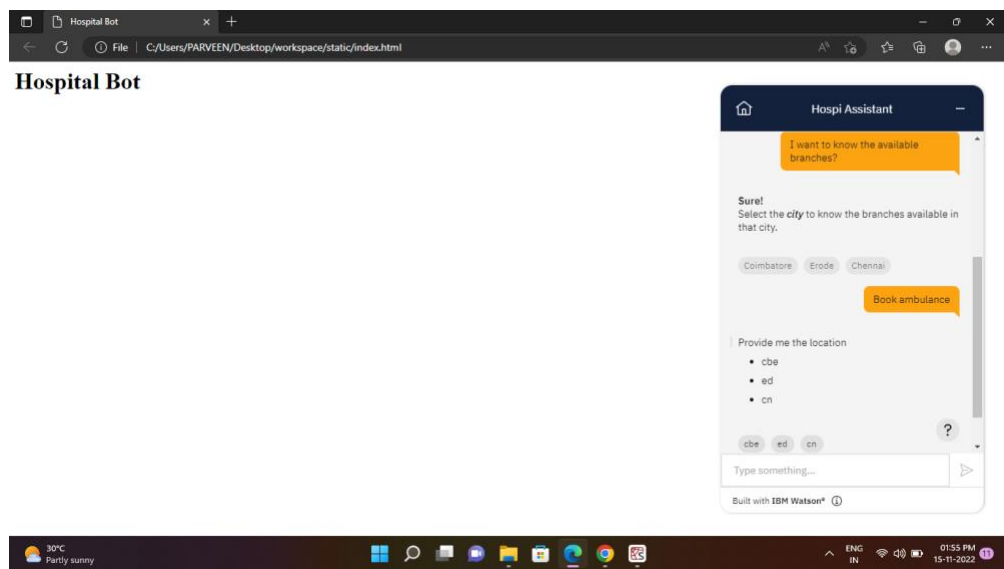 Hospital Bot
File
C:/Users/PARVEEN/Desktop/workspace/static/index.html
Hospital Bot
Hospi Assistant
I want to know the available
branches?
Sure!
Select the city to know the branches available in
that city.
Coimbatore Erode Chennai
Book ambulance
Provide me the location
• cbe
• ed
• cn
?
cbe ed cn
Type something...
Built with IBM Watson®
30°C
Partly sunny
ENG
IN
01:55 PM
15-11-2022
11